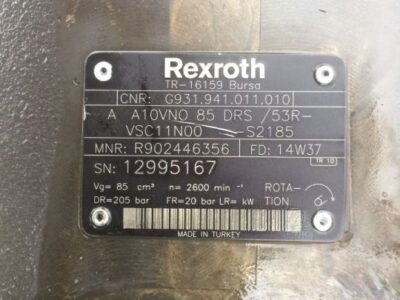 Rexroth
TR-16159 Bursa
CNR: G931.941.011.010
A A10VNO 85 DRS /53R-
VSC11N00 -S2185
MNR: R902446356 FD: 14W37
TR 10
SN: 12995167
Vg= 85 cm³ n= 2600 min⁻¹ ROTA-
DR=205 bar FR=20 bar LR= kW TION
MADE IN TURKEY